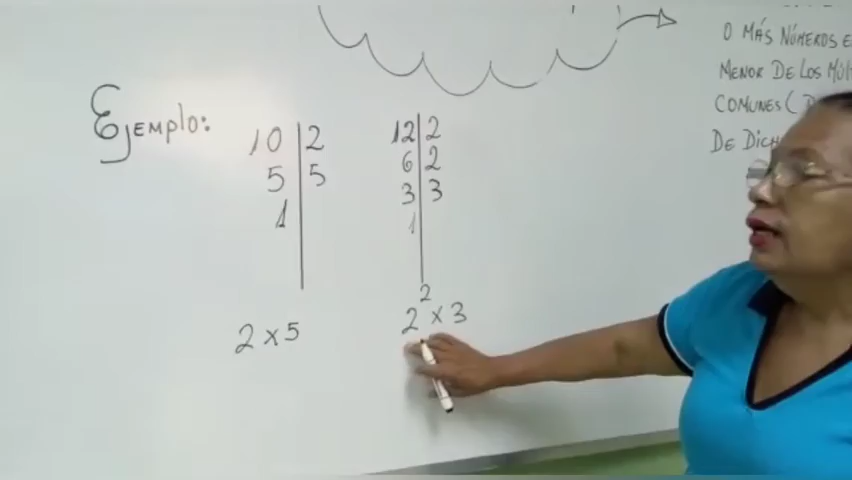 O MÁS NÚMEROS E
MENOR DE LOS MÚL
COMUNES (
DE DICH
Ejemplo:
10 | 2
5 | 5
1
2 x 5
12 | 2
6 | 2
3 | 3
1
2² x 3